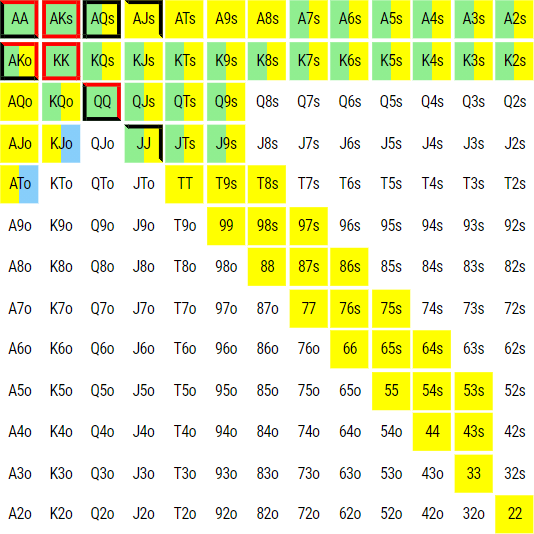 AA AKs AQs AJs ATs A9s A8s A7s A6s A5s A4s A3s A2s
AKo KK KQs KJs KTs K9s K8s K7s K6s K5s K4s K3s K2s
AQo KQo QQ QJs QTs Q9s Q8s Q7s Q6s Q5s Q4s Q3s Q2s
AJo KJo QJo JJ JTs J9s J8s J7s J6s J5s J4s J3s J2s
ATo KTo QTo JTo TT T9s T8s T7s T6s T5s T4s T3s T2s
A9o K9o Q9o J9o T9o 99 98s 97s 96s 95s 94s 93s 92s
A8o K8o Q8o J8o T8o 98o 88 87s 86s 85s 84s 83s 82s
A7o K7o Q7o J7o T7o 97o 87o 77 76s 75s 74s 73s 72s
A6o K6o Q6o J6o T6o 96o 86o 76o 66 65s 64s 63s 62s
A5o K5o Q5o J5o T5o 95o 85o 75o 65o 55 54s 53s 52s
A4o K4o Q4o J4o T4o 94o 84o 74o 64o 54o 44 43s 42s
A3o K3o Q3o J3o T3o 93o 83o 73o 63o 53o 43o 33 32s
A2o K2o Q2o J2o T2o 92o 82o 72o 62o 52o 42o 32o 22